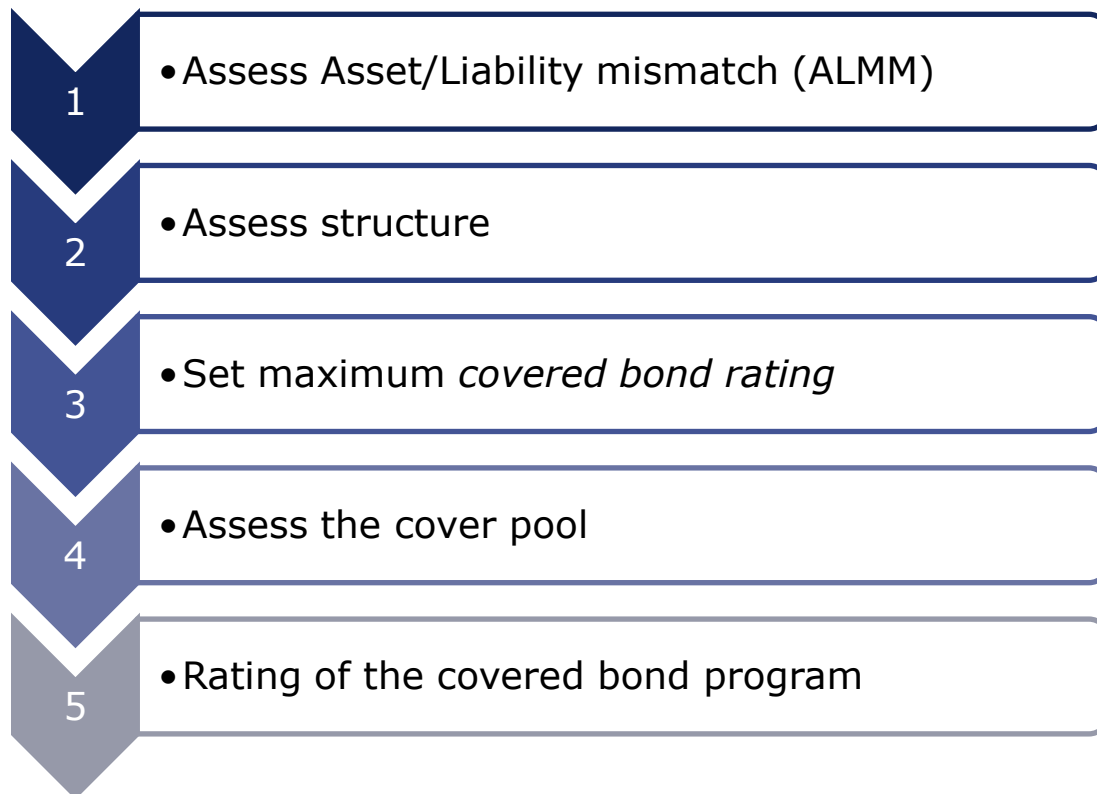 1
•Assess Asset/Liability mismatch (ALMM)
2
•Assess structure
3
•Set maximum covered bond rating
4
•Assess the cover pool
5
•Rating of the covered bond program